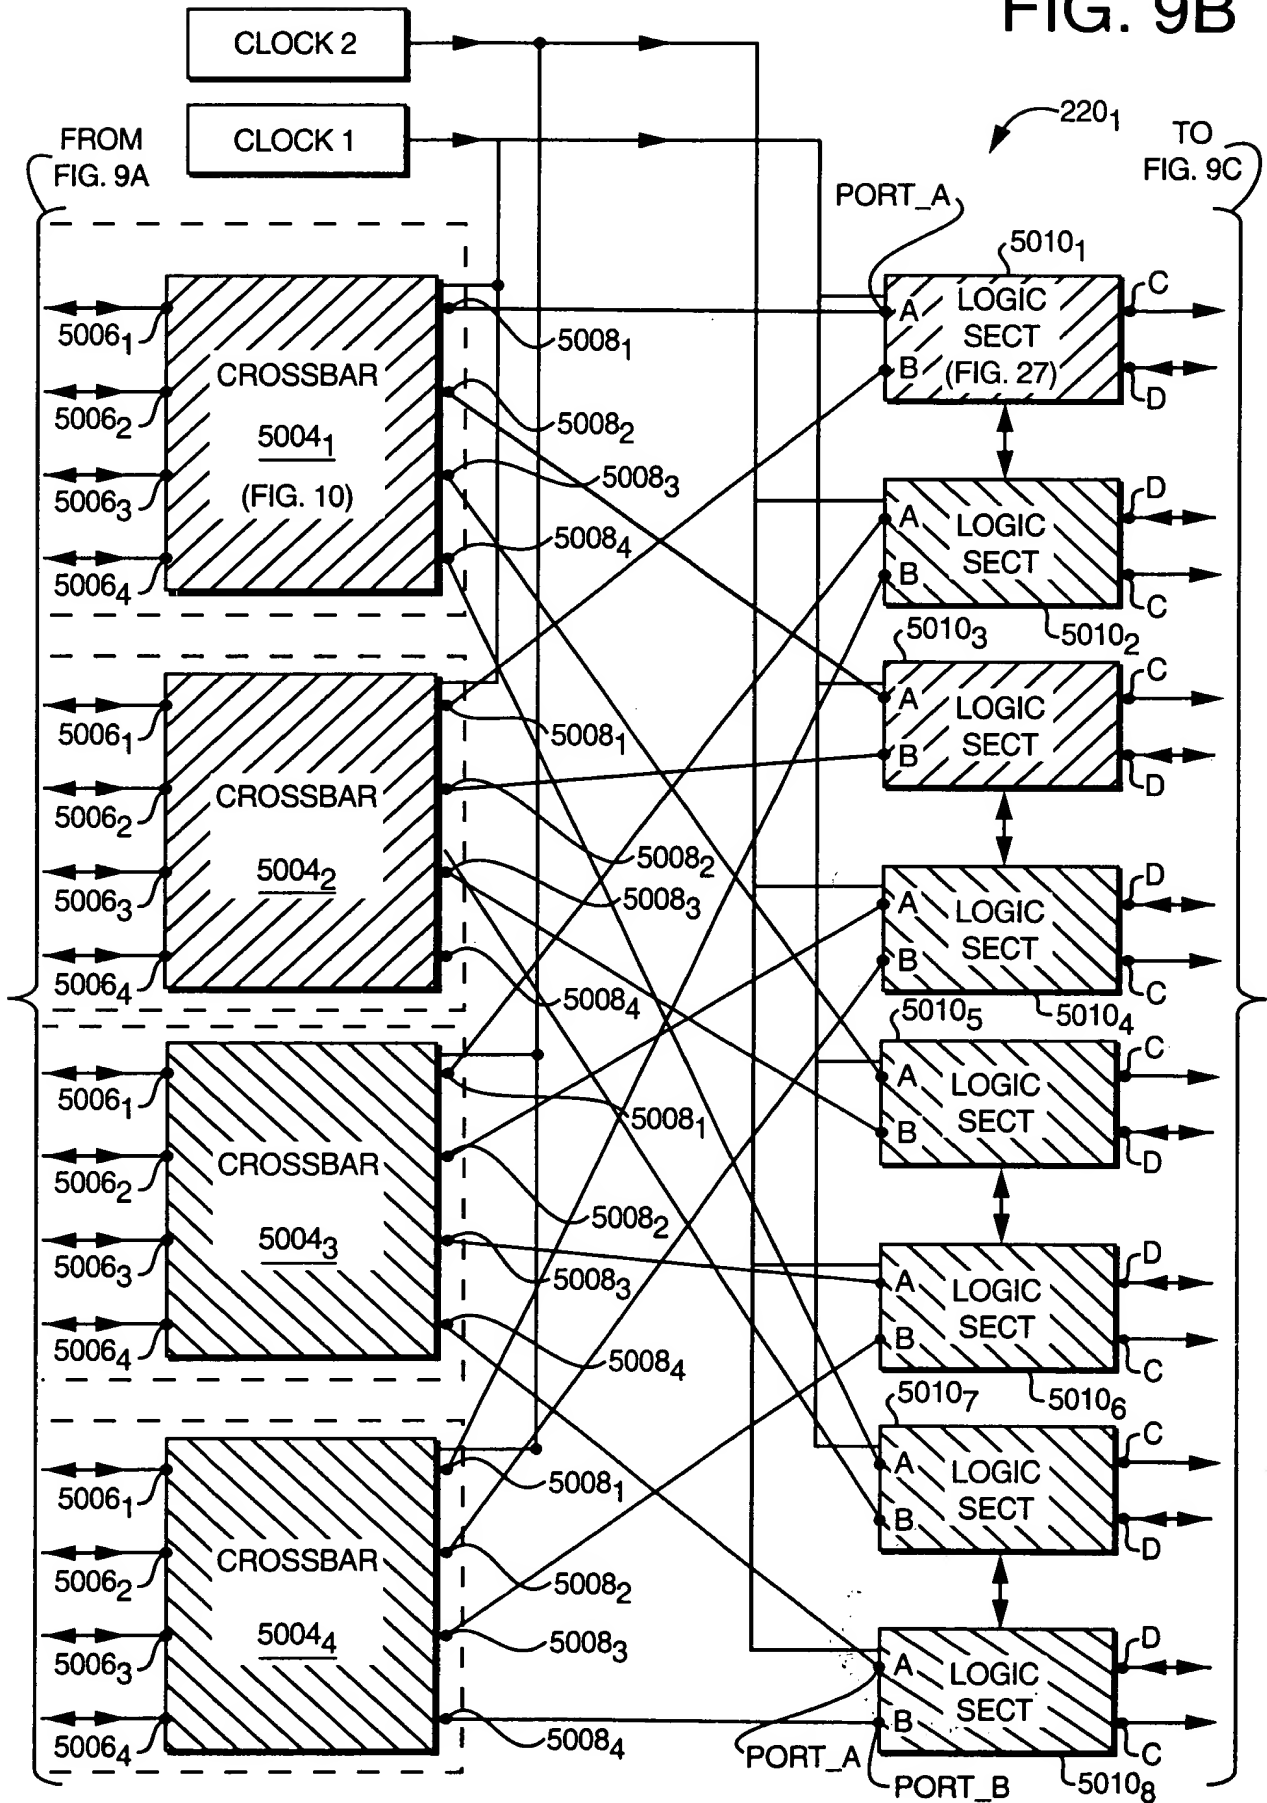 FIG. 9B
CLOCK 2
CLOCK 1
220₁
FROM
FIG. 9A
TO
FIG. 9C
PORT_A
5006₁
5006₂
5006₃
5006₄
CROSSBAR
5004₁
(FIG. 10)
5008₁
5008₂
5008₃
5008₄
5006₁
5006₂
5006₃
5006₄
CROSSBAR
5004₂
5008₁
5008₂
5008₃
5008₄
5006₁
5006₂
5006₃
5006₄
CROSSBAR
5004₃
5008₁
5008₂
5008₃
5008₄
5006₁
5006₂
5006₃
5006₄
CROSSBAR
5004₄
5008₁
5008₂
5008₃
5008₄
5010₁
A
B
LOGIC
SECT
(FIG. 27)
C
D
A
B
LOGIC
SECT
D
C
5010₂
5010₃
A
B
LOGIC
SECT
C
D
A
B
LOGIC
SECT
D
C
5010₄
5010₅
A
B
LOGIC
SECT
C
D
A
B
LOGIC
SECT
D
C
5010₆
5010₇
A
B
LOGIC
SECT
C
D
A
B
LOGIC
SECT
D
C
5010₈
PORT_A
PORT_B